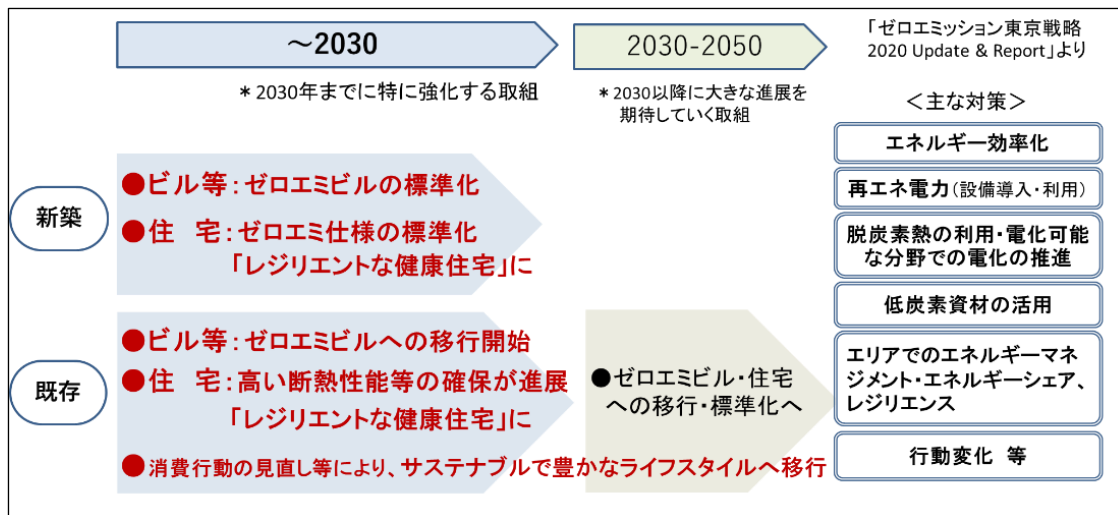 ～2030
2030-2050
「ゼロエミッション東京戦略
2020 Update & Report」より
＊2030年までに特に強化する取組
＊2030以降に大きな進展を
期待していく取組
＜主な対策＞
新築
●ビル等：ゼロエミビルの標準化
●住　宅：ゼロエミ仕様の標準化
「レジリエントな健康住宅」に
既存
●ビル等：ゼロエミビルへの移行開始
●住　宅：高い断熱性能等の確保が進展
「レジリエントな健康住宅」に
●消費行動の見直し等により、サステナブルで豊かなライフスタイルへ移行
●ゼロエミビル・住宅
への移行・標準化へ
エネルギー効率化
再エネ電力（設備導入・利用）
脱炭素熱の利用・電化可能
な分野での電化の推進
低炭素資材の活用
エリアでのエネルギーマネ
ジメント・エネルギーシェア、
レジリエンス
行動変化 等